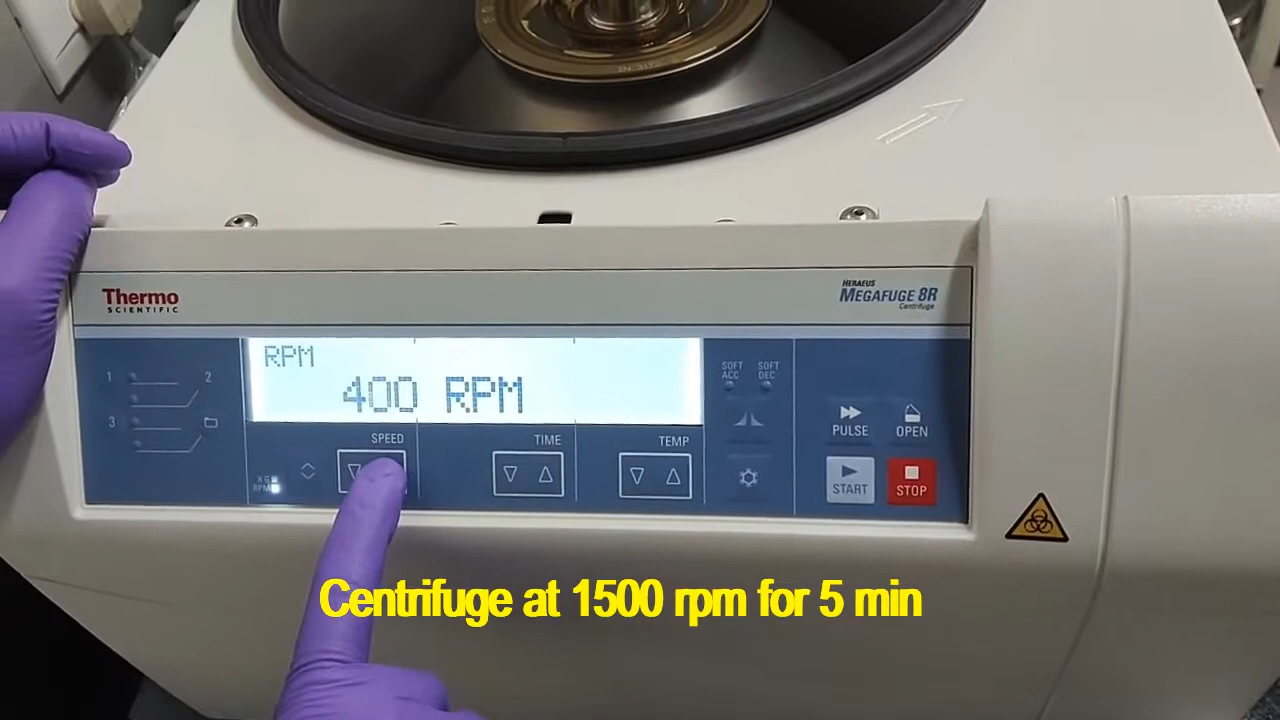 Thermo
SCIENTIFIC
HERAEUS
MEGAFUGE 8R
Centrifuge
RPM
400 RPM
1
2
3
SOFT
ACC
SOFT
DEC
PULSE
OPEN
SPEED
TIME
TEMP
RPM
START
STOP
Centrifuge at 1500 rpm for 5 min